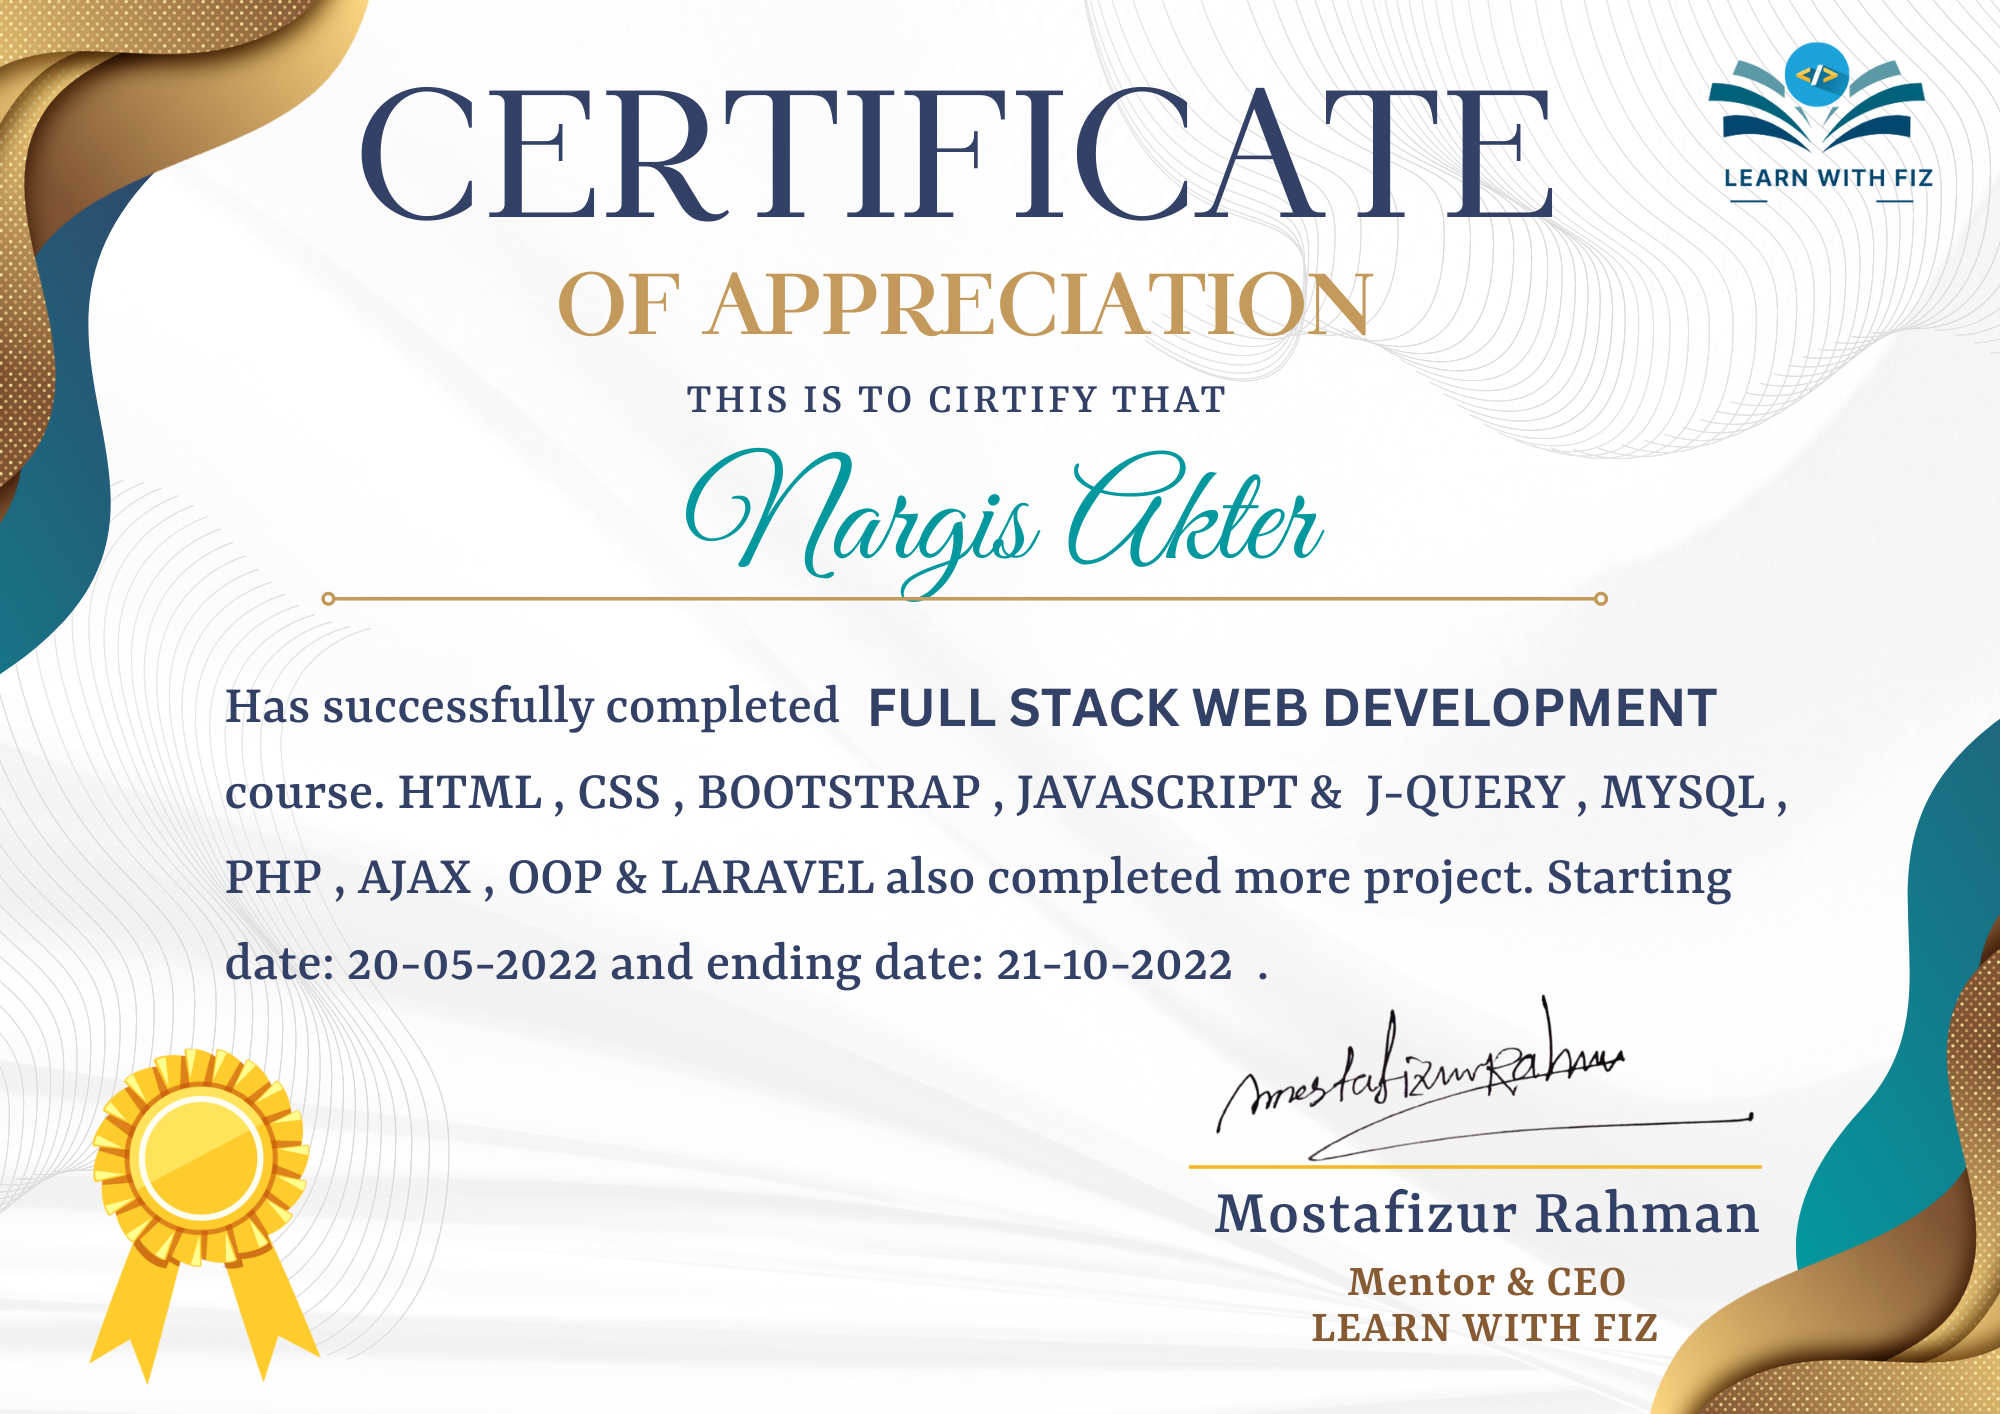 CERTIFICATE
</>
LEARN WITH FIZ
OF APPRECIATION
THIS IS TO CIRTIFY THAT
Nargis Akter
Has successfully completed FULL STACK WEB DEVELOPMENT
course. HTML , CSS , BOOTSTRAP , JAVASCRIPT & J-QUERY , MYSQL ,
PHP , AJAX , OOP & LARAVEL also completed more project. Starting
date: 20-05-2022 and ending date: 21-10-2022 .
Mostafizur Rahman
Mostafizur Rahman
Mentor & CEO
LEARN WITH FIZ